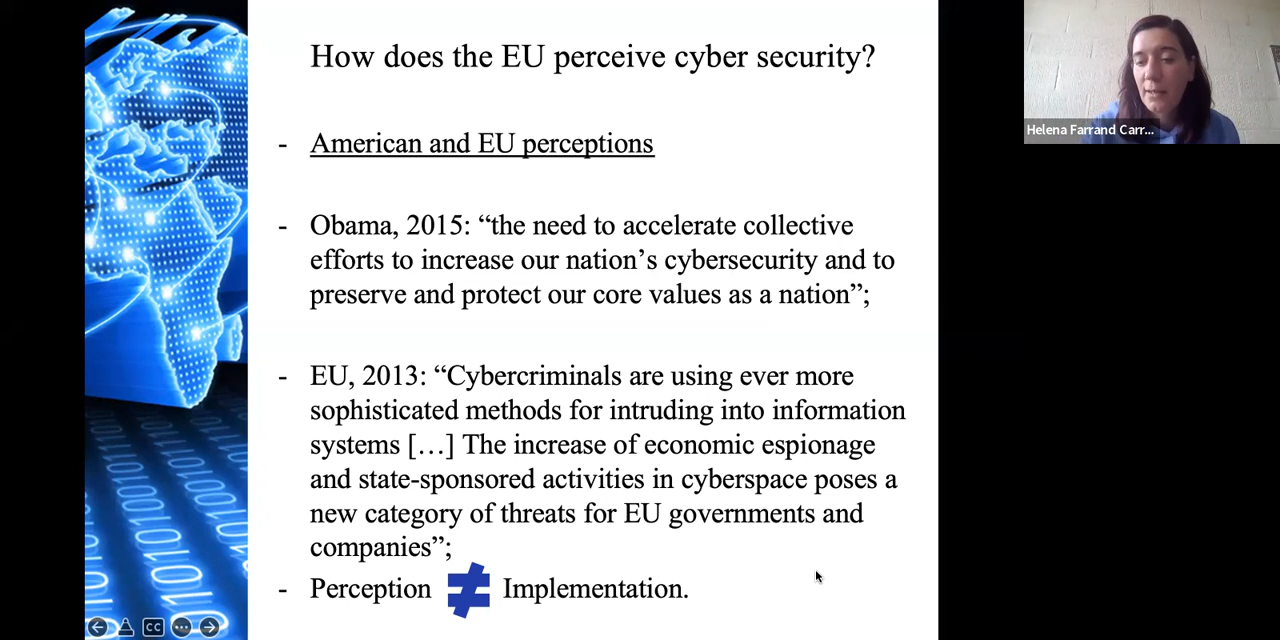 How does the EU perceive cyber security?
- American and EU perceptions
- Obama, 2015: “the need to accelerate collective
efforts to increase our nation’s cybersecurity and to
preserve and protect our core values as a nation”;
- EU, 2013: “Cybercriminals are using ever more
sophisticated methods for intruding into information
systems […] The increase of economic espionage
and state-sponsored activities in cyberspace poses a
new category of threats for EU governments and
companies”;
- Perception ≠ Implementation.
Helena Farrand Carr...
CC